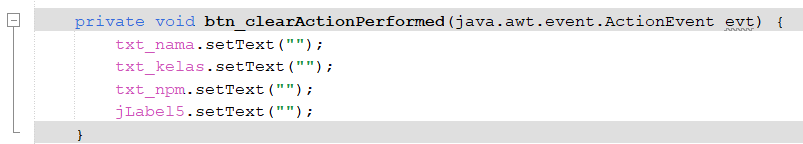 private void btn_clearActionPerformed(java.awt.event.ActionEvent evt) {
    txt_nama.setText("");
    txt_kelas.setText("");
    txt_npm.setText("");
    jLabel5.setText("");
}